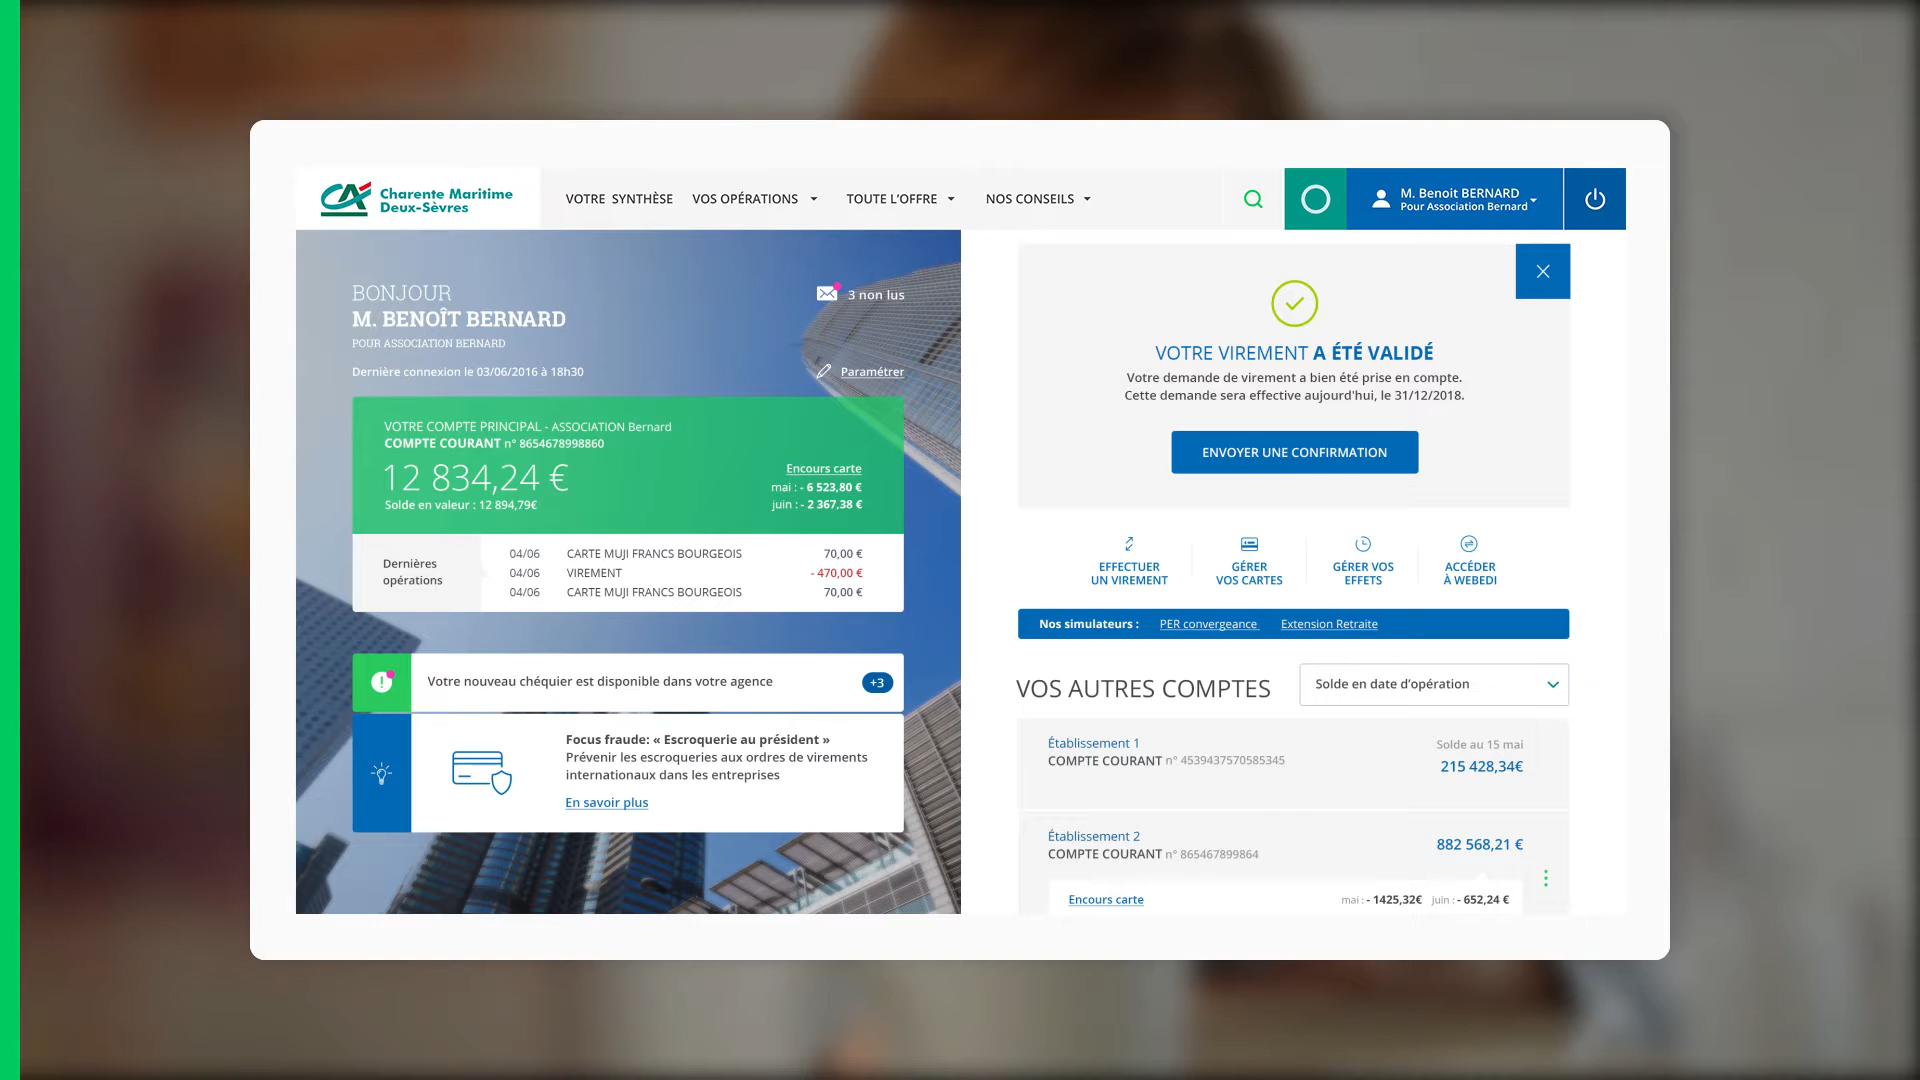 Charente Maritime
Deux-Sèvres
VOTRE SYNTHÈSE
VOS OPÉRATIONS
TOUTE L'OFFRE
NOS CONSEILS
M. Benoit BERNARD
Pour Association Bernard
BONJOUR
M. BENOÎT BERNARD
POUR ASSOCIATION BERNARD
3 non lus
Dernière connexion le 03/06/2016 à 18h30
Paramétrer
VOTRE COMPTE PRINCIPAL - ASSOCIATION Bernard
COMPTE COURANT n° 8654678998860
12 834,24 €
Solde en valeur : 12 894,79€
Encours carte
mai : - 6 523,80 €
juin : - 2 367,38 €
Dernières
opérations
04/06 CARTE MUJI FRANCS BOURGEOIS 70,00 €
04/06 VIREMENT - 470,00 €
04/06 CARTE MUJI FRANCS BOURGEOIS 70,00 €
Votre nouveau chéquier est disponible dans votre agence
+3
Focus fraude: « Escroquerie au président »
Prévenir les escroqueries aux ordres de virements
internationaux dans les entreprises
En savoir plus
VOTRE VIREMENT A ÉTÉ VALIDÉ
Votre demande de virement a bien été prise en compte.
Cette demande sera effective aujourd'hui, le 31/12/2018.
ENVOYER UNE CONFIRMATION
EFFECTUER
UN VIREMENT
GÉRER
VOS CARTES
GÉRER VOS
EFFETS
ACCÉDER
À WEBEDI
Nos simulateurs : PER convergeance Extension Retraite
VOS AUTRES COMPTES
Solde en date d'opération
Établissement 1
COMPTE COURANT n° 4539437570585345
Solde au 15 mai
215 428,34€
Établissement 2
COMPTE COURANT n° 865467899864
882 568,21 €
Encours carte
mai : - 1425,32€ juin : - 652,24 €